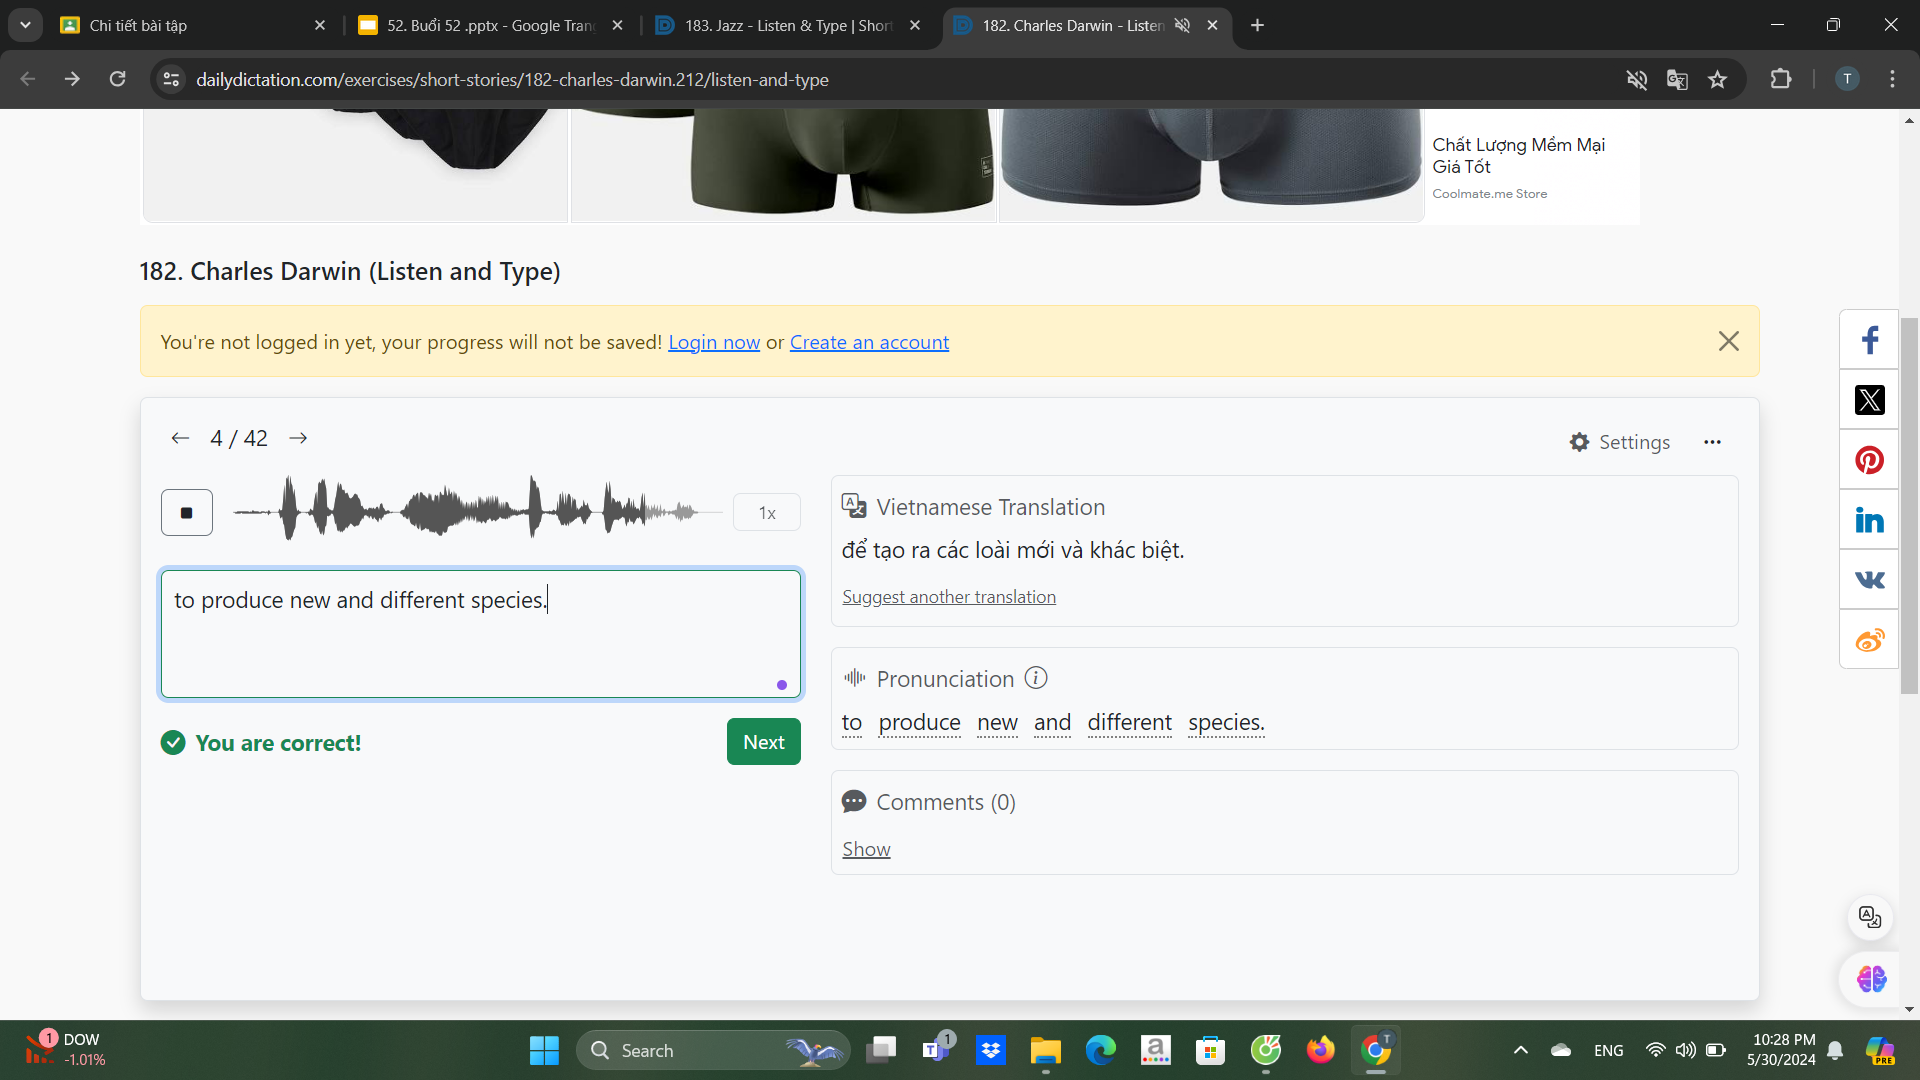 Chi tiết bài tập
52. Buổi 52 .pptx - Google Tran
183. Jazz - Listen & Type | Shor
182. Charles Darwin - Listen
dailydictation.com/exercises/short-stories/182-charles-darwin.212/listen-and-type
T
Chất Lượng Mềm Mại
Giá Tốt
Coolmate.me Store
182. Charles Darwin (Listen and Type)
You're not logged in yet, your progress will not be saved! Login now or Create an account
4 / 42
Settings
1x
Vietnamese Translation
để tạo ra các loài mới và khác biệt.
Suggest another translation
to produce new and different species.
Pronunciation
to produce new and different species.
You are correct!
Next
Comments (0)
Show
1
DOW
-1.01%
Search
1
T
ENG
10:28 PM
5/30/2024
PRE